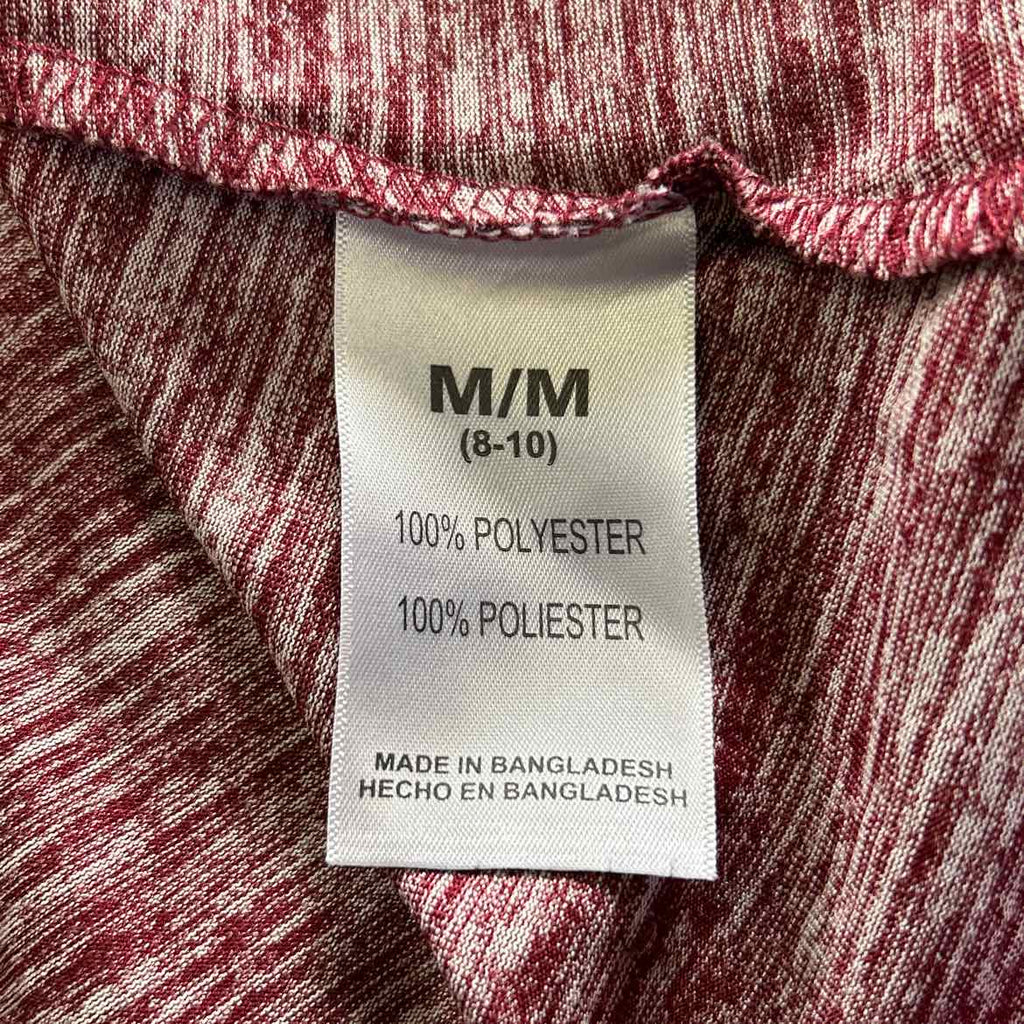 M/M
(8-10)
100% POLYESTER
100% POLIESTER
MADE IN BANGLADESH
HECHO EN BANGLADESH